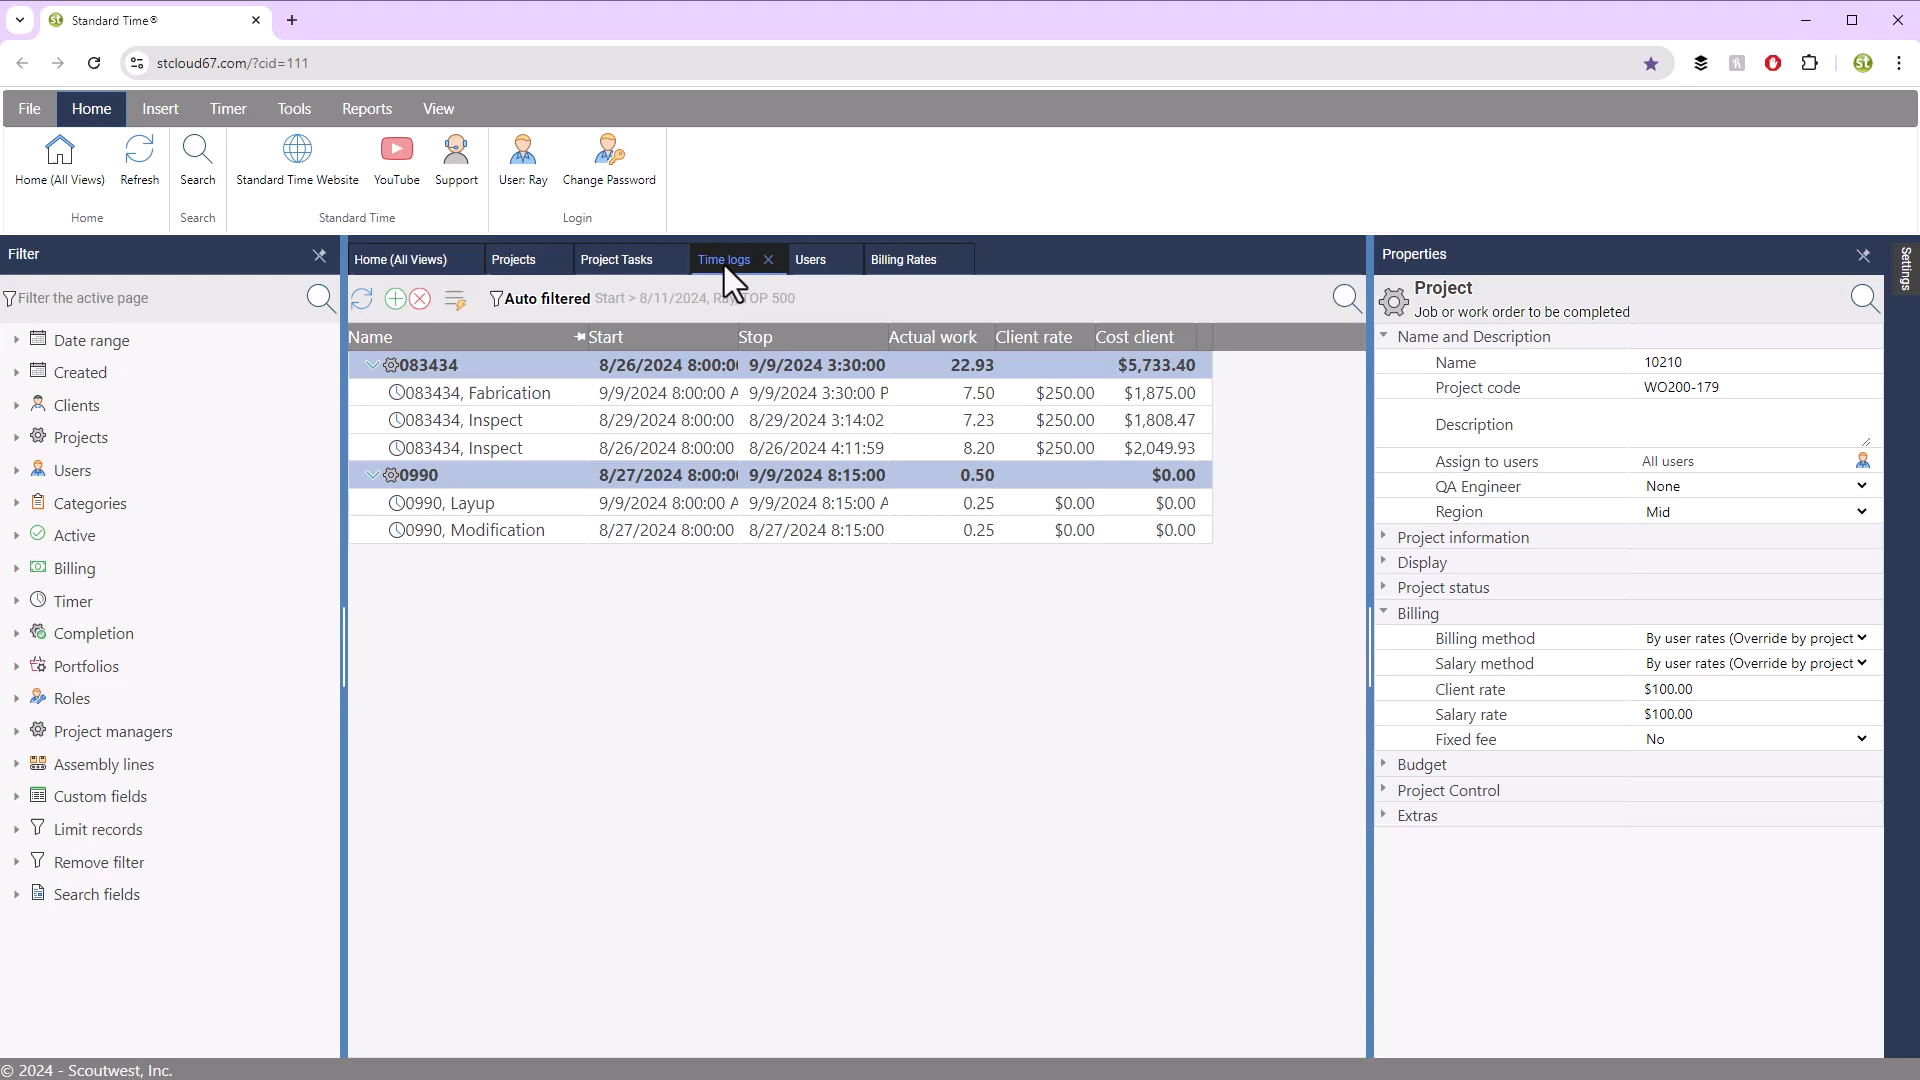 Standard Time®
stcloud67.com/?cid=111
File Home Insert Timer Tools Reports View
Home (All Views) Refresh Search Standard Time Website YouTube Support User: Ray Change Password
Home Search Standard Time Login
Filter
Filter the active page
Date range
Created
Clients
Projects
Users
Categories
Active
Billing
Timer
Completion
Portfolios
Roles
Project managers
Assembly lines
Custom fields
Limit records
Remove filter
Search fields
Home (All Views) Projects Project Tasks Time logs Users Billing Rates
Auto filtered Start > 8/11/2024, Ray, TOP 500
Name Start Stop Actual work Client rate Cost client
083434 8/26/2024 8:00:00 9/9/2024 3:30:00 22.93 $5,733.40
083434, Fabrication 9/9/2024 8:00:00 A 9/9/2024 3:30:00 P 7.50 $250.00 $1,875.00
083434, Inspect 8/29/2024 8:00:00 8/29/2024 3:14:02 7.23 $250.00 $1,808.47
083434, Inspect 8/26/2024 8:00:00 8/26/2024 4:11:59 8.20 $250.00 $2,049.93
0990 8/27/2024 8:00:00 9/9/2024 8:15:00 0.50 $0.00
0990, Layup 9/9/2024 8:00:00 A 9/9/2024 8:15:00 A 0.25 $0.00 $0.00
0990, Modification 8/27/2024 8:00:00 8/27/2024 8:15:00 0.25 $0.00 $0.00
Properties
Settings
Project
Job or work order to be completed
Name and Description
Name 10210
Project code WO200-179
Description
Assign to users All users
QA Engineer None
Region Mid
Project information
Display
Project status
Billing
Billing method By user rates (Override by project
Salary method By user rates (Override by project
Client rate $100.00
Salary rate $100.00
Fixed fee No
Budget
Project Control
Extras
© 2024 - Scoutwest, Inc.